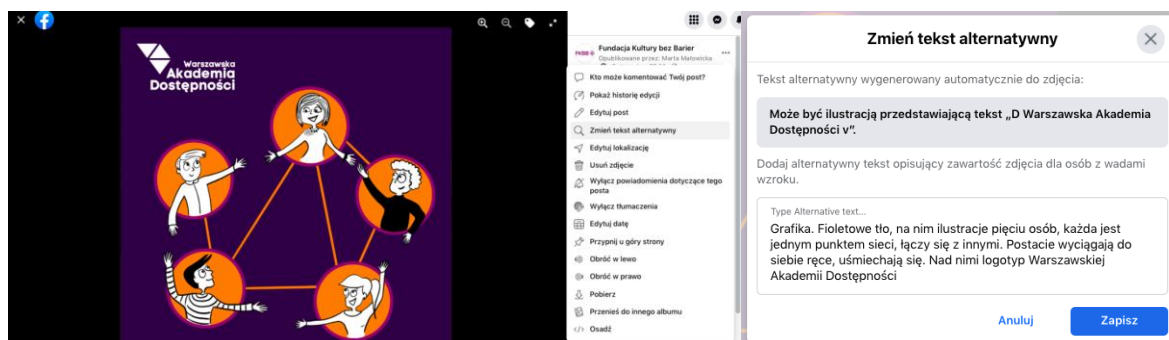 Warszawska
Akademia
Dostępności
Fundacja Kultury bez Barier
Opublikowane przez: Marta Małowicka
Kto może komentować Twój post?
Pokaż historię edycji
Edytuj post
Zmień tekst alternatywny
Edytuj lokalizację
Usuń zdjęcie
Wyłącz powiadomienia dotyczące tego
posta
Wyłącz tłumaczenia
Edytuj datę
Przypnij u góry strony
Obróć w lewo
Obróć w prawo
Pobierz
Przenieś do innego albumu
Osadź
Zmień tekst alternatywny
Tekst alternatywny wygenerowany automatycznie do zdjęcia:
Może być ilustracją przedstawiającą tekst „D Warszawska Akademia
Dostępności v”.
Dodaj alternatywny tekst opisujący zawartość zdjęcia dla osób z wadami
wzroku.
Type Alternative text...
Grafika. Fioletowe tło, na nim ilustracje pięciu osób, każda jest
jednym punktem sieci, łączy się z innymi. Postacie wyciągają do
siebie ręce, uśmiechają się. Nad nimi logotyp Warszawskiej
Akademii Dostępności
Anuluj
Zapisz